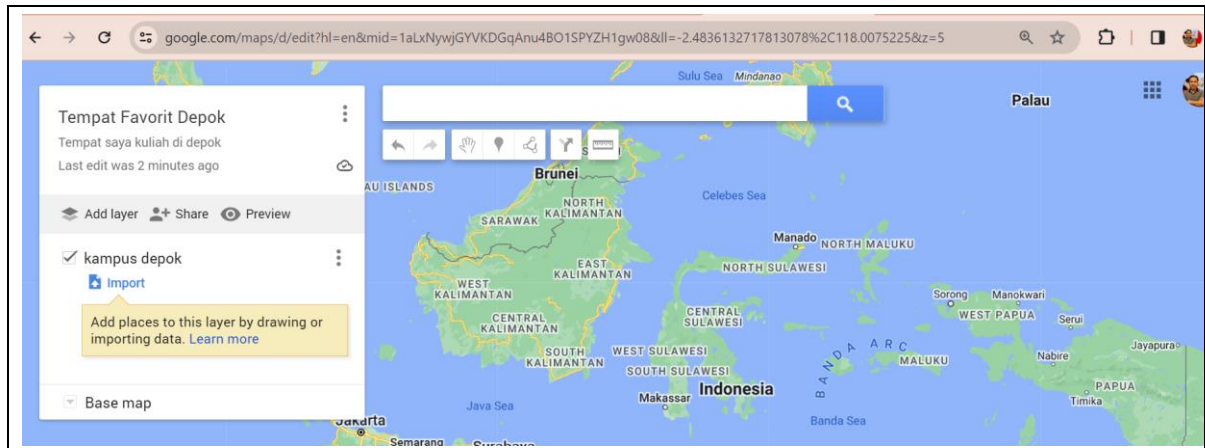 google.com/maps/d/edit?hl=en&mid=1aLxNywjGYVKDGqAnu4BO1SPYZH1gw08&ll=-2.4836132717813078%2C118.0075225&z=5
Tempat Favorit Depok
Tempat saya kuliah di depok
Last edit was 2 minutes ago
Add layer Share Preview
kampus depok
Import
Add places to this layer by drawing or
importing data. Learn more
Base map
Sulu Sea Mindanao
Palau
Brunei
AU ISLANDS
Celebes Sea
NORTH
KALIMANTAN
SARAWAK
Manado
NORTH MALUKU
EAST
KALIMANTAN
NORTH SULAWESI
WEST
KALIMANTAN
Sorong Manokwari
CENTRAL
KALIMANTAN
CENTRAL
SULAWESI
WEST PAPUA Serui
SOUTH
KALIMANTAN
WEST SULAWESI
BANDA ARC
MALUKU
Nabire
Jayapura
SOUTH SULAWESI
Indonesia
PAPUA
Timika
Java Sea
Makassar
Banda Sea
Jakarta
Semarang
Surabaya